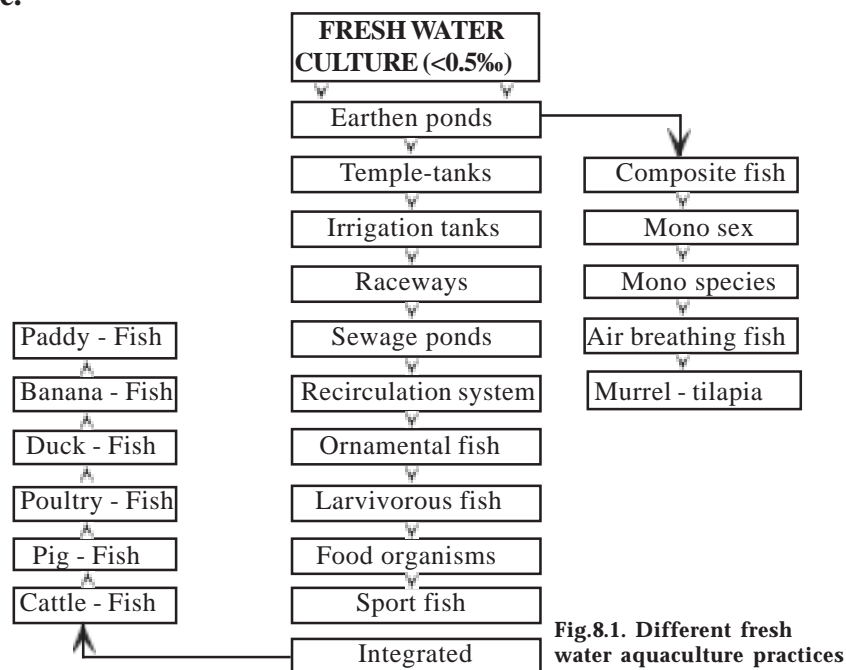 c.
FRESH WATER
CULTURE (<0.5‰)
Earthen ponds
Temple-tanks
Irrigation tanks
Raceways
Sewage ponds
Recirculation system
Ornamental fish
Larvivorous fish
Food organisms
Sport fish
Integrated
Composite fish
Mono sex
Mono species
Air breathing fish
Murrel - tilapia
Paddy - Fish
Banana - Fish
Duck - Fish
Poultry - Fish
Pig - Fish
Cattle - Fish
Fig.8.1. Different fresh
water aquaculture practices